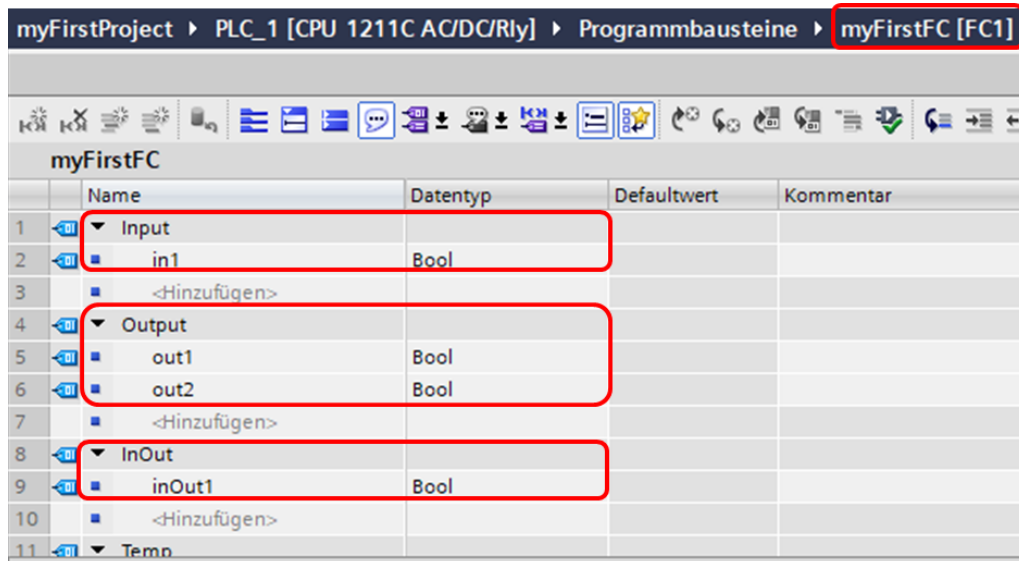 myFirstProject ▸ PLC_1 [CPU 1211C AC/DC/Rly] ▸ Programmbausteine ▸ myFirstFC [FC1]
myFirstFC
Name Datentyp Defaultwert Kommentar
1 Input
2 in1 Bool
3 <Hinzufügen>
4 Output
5 out1 Bool
6 out2 Bool
7 <Hinzufügen>
8 InOut
9 inOut1 Bool
10 <Hinzufügen>
11 Temp